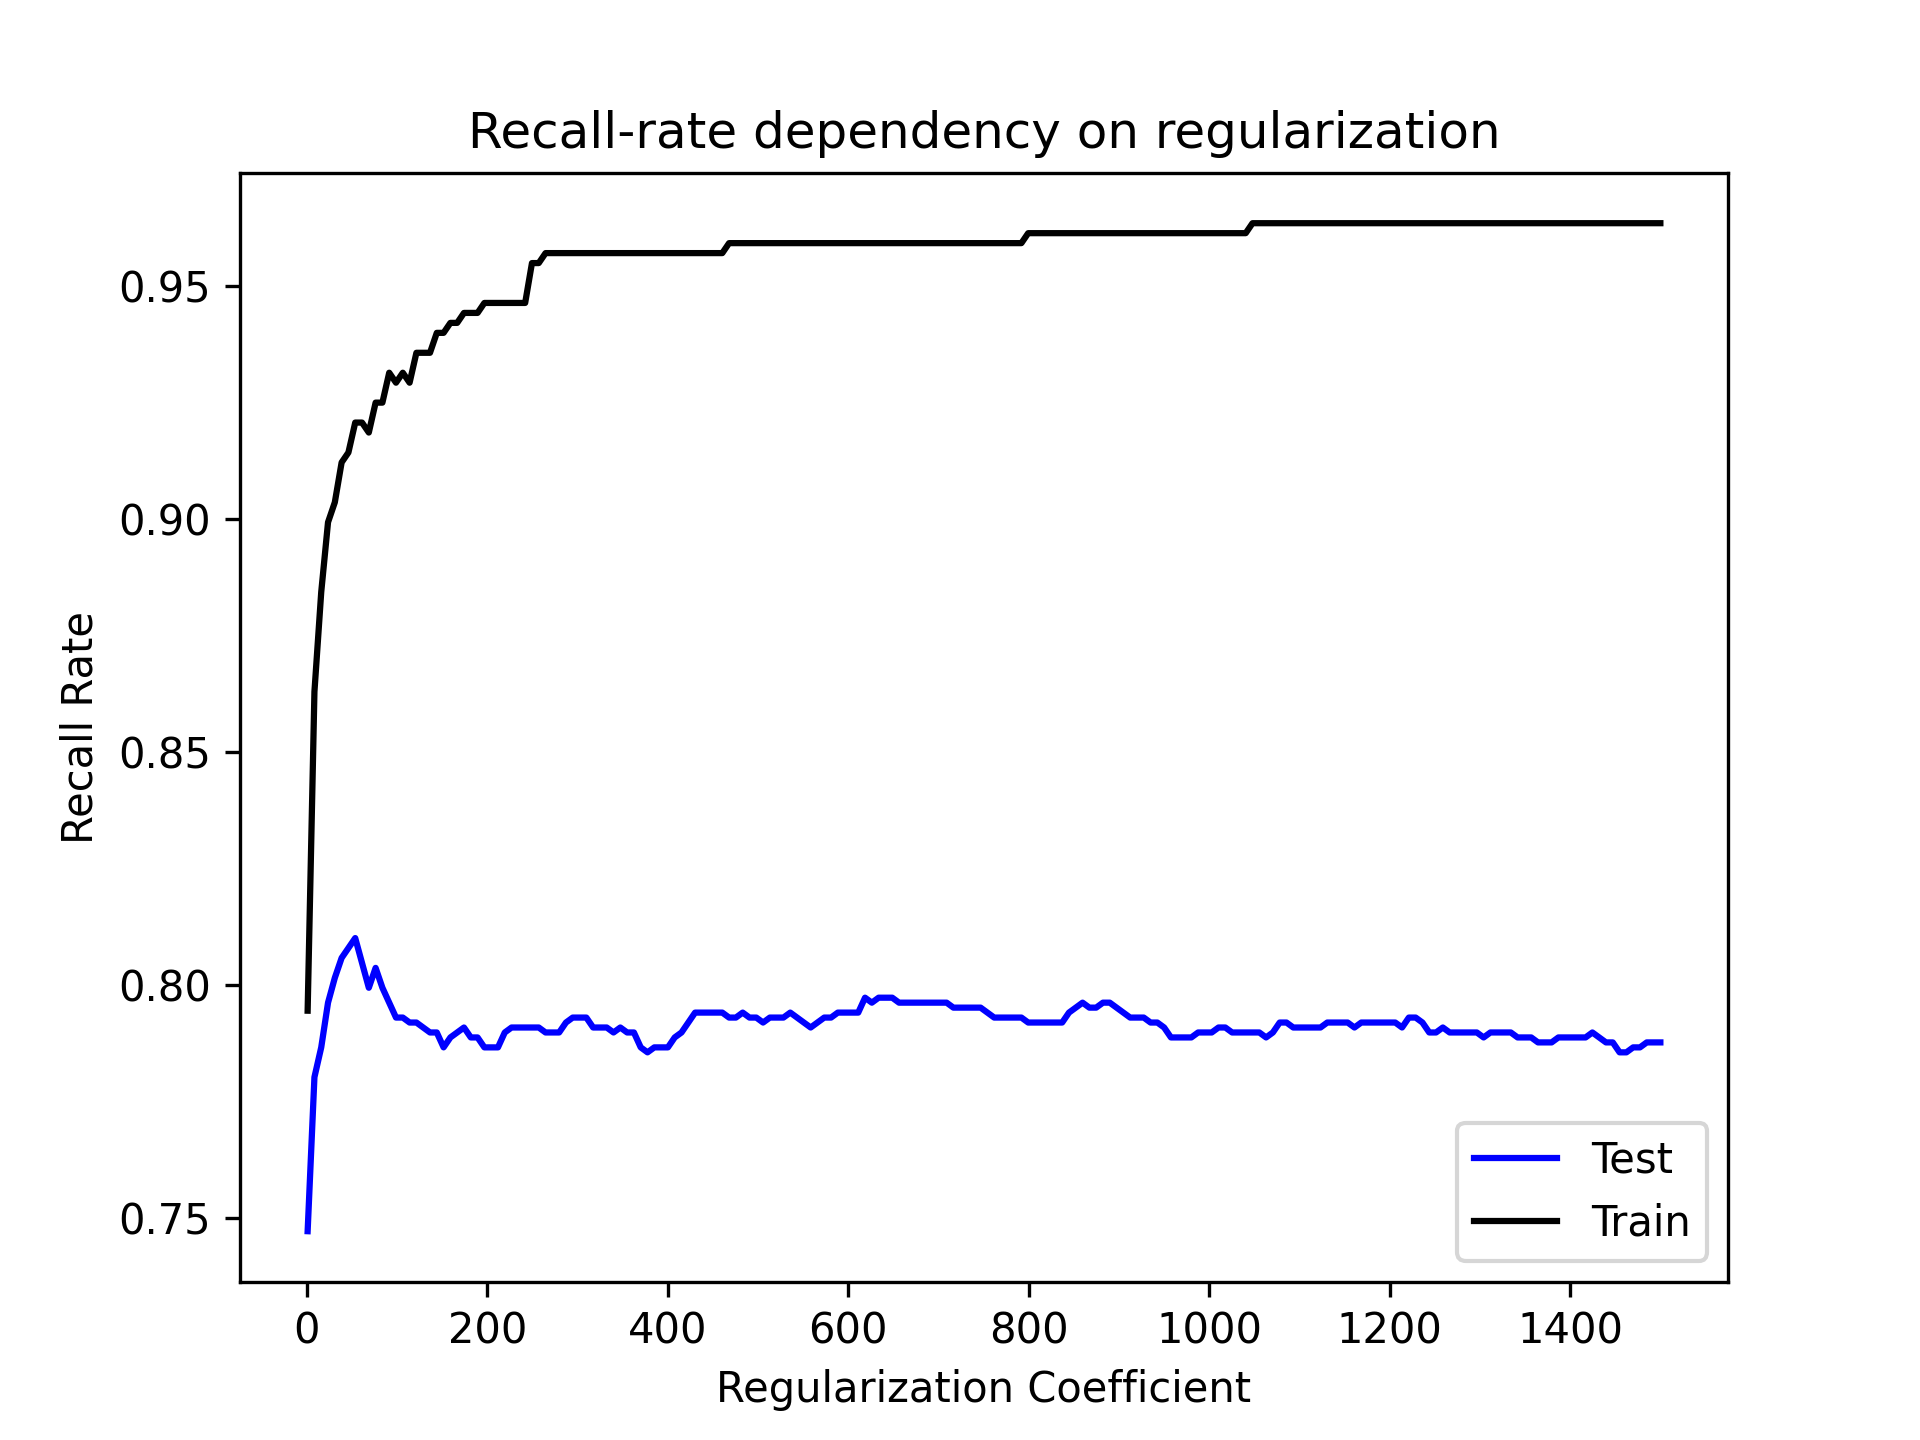 Recall-rate dependency on regularization
Recall Rate
0.95
0.90
0.85
0.80
0.75
0 200 400 600 800 1000 1200 1400
Regularization Coefficient
Test
Train